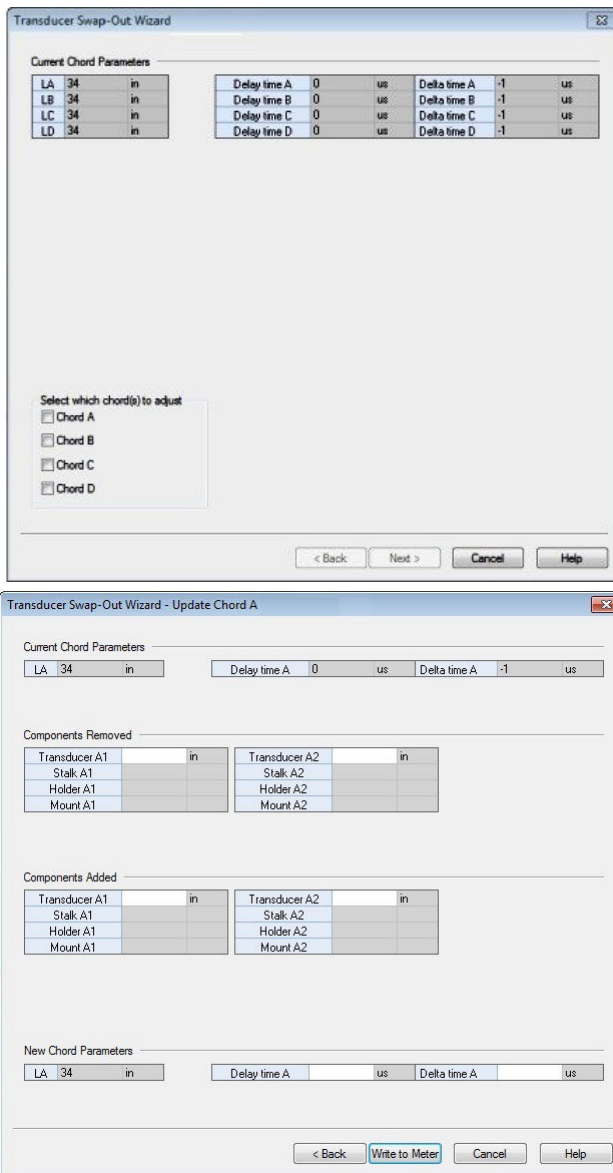 Transducer Swap-Out Wizard
Current Chord Parameters
LA 34 in Delay time A 0 us Delta time A -1 us
LB 34 in Delay time B 0 us Delta time B -1 us
LC 34 in Delay time C 0 us Delta time C -1 us
LD 34 in Delay time D 0 us Delta time D -1 us
Select which chord(s) to adjust
Chord A
Chord B
Chord C
Chord D
< Back Next > Cancel Help
Transducer Swap-Out Wizard - Update Chord A
Current Chord Parameters
LA 34 in Delay time A 0 us Delta time A -1 us
Components Removed
Transducer A1 in Transducer A2 in
Stalk A1 Stalk A2
Holder A1 Holder A2
Mount A1 Mount A2
Components Added
Transducer A1 in Transducer A2 in
Stalk A1 Stalk A2
Holder A1 Holder A2
Mount A1 Mount A2
New Chord Parameters
LA 34 in Delay time A us Delta time A us
< Back Write to Meter Cancel Help